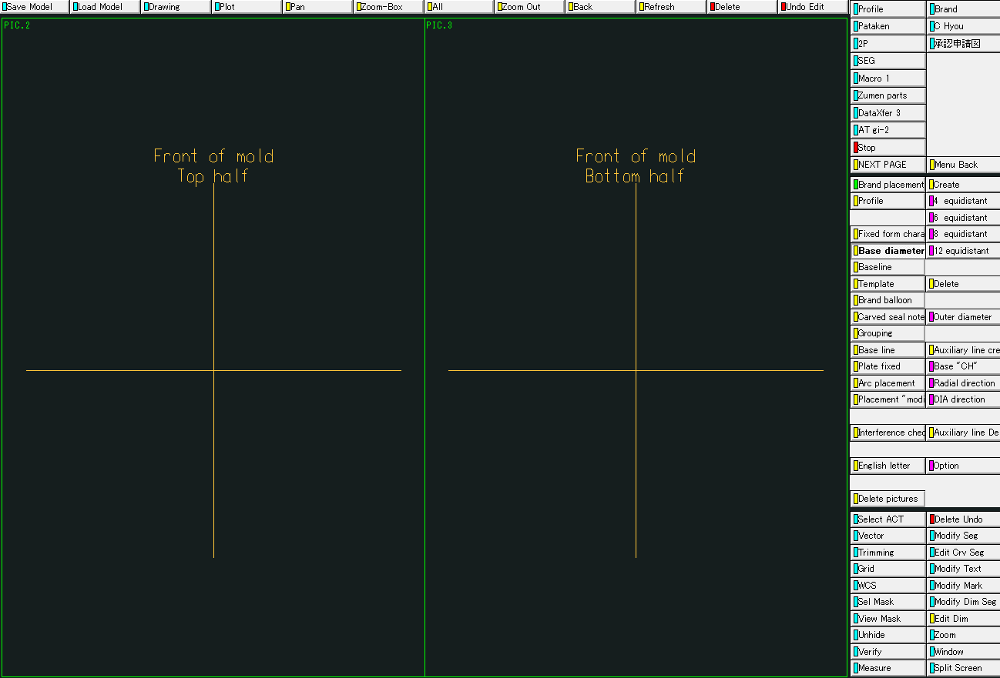 Save Model Load Model Drawing Plot Pan Zoom-Box All Zoom Out Back Refresh Delete Undo Edit
PIC.2
Front of mold
Top half
PIC.3
Front of mold
Bottom half
Profile Brand
Pataken C Hyou
2P 承認申請図
SEG
Macro 1
Zumen parts
DataXfer 3
AT gi-2
Stop
NEXT PAGE Menu Back
Brand placement Create
Profile 4 equidistant
6 equidistant
Fixed form chara 8 equidistant
Base diameter 12 equidistant
Baseline
Template Delete
Brand balloon
Carved seal note Outer diameter
Grouping
Base line Auxiliary line cre
Plate fixed Base "CH"
Arc placement Radial direction
Placement "modi DIA direction
Interference chec Auxiliary line De
English letter Option
Delete pictures
Select ACT Delete Undo
Vector Modify Seg
Trimming Edit Crv Seg
Grid Modify Text
WCS Modify Mark
Sel Mask Modify Dim Seg
View Mask Edit Dim
Unhide Zoom
Verify Window
Measure Split Screen